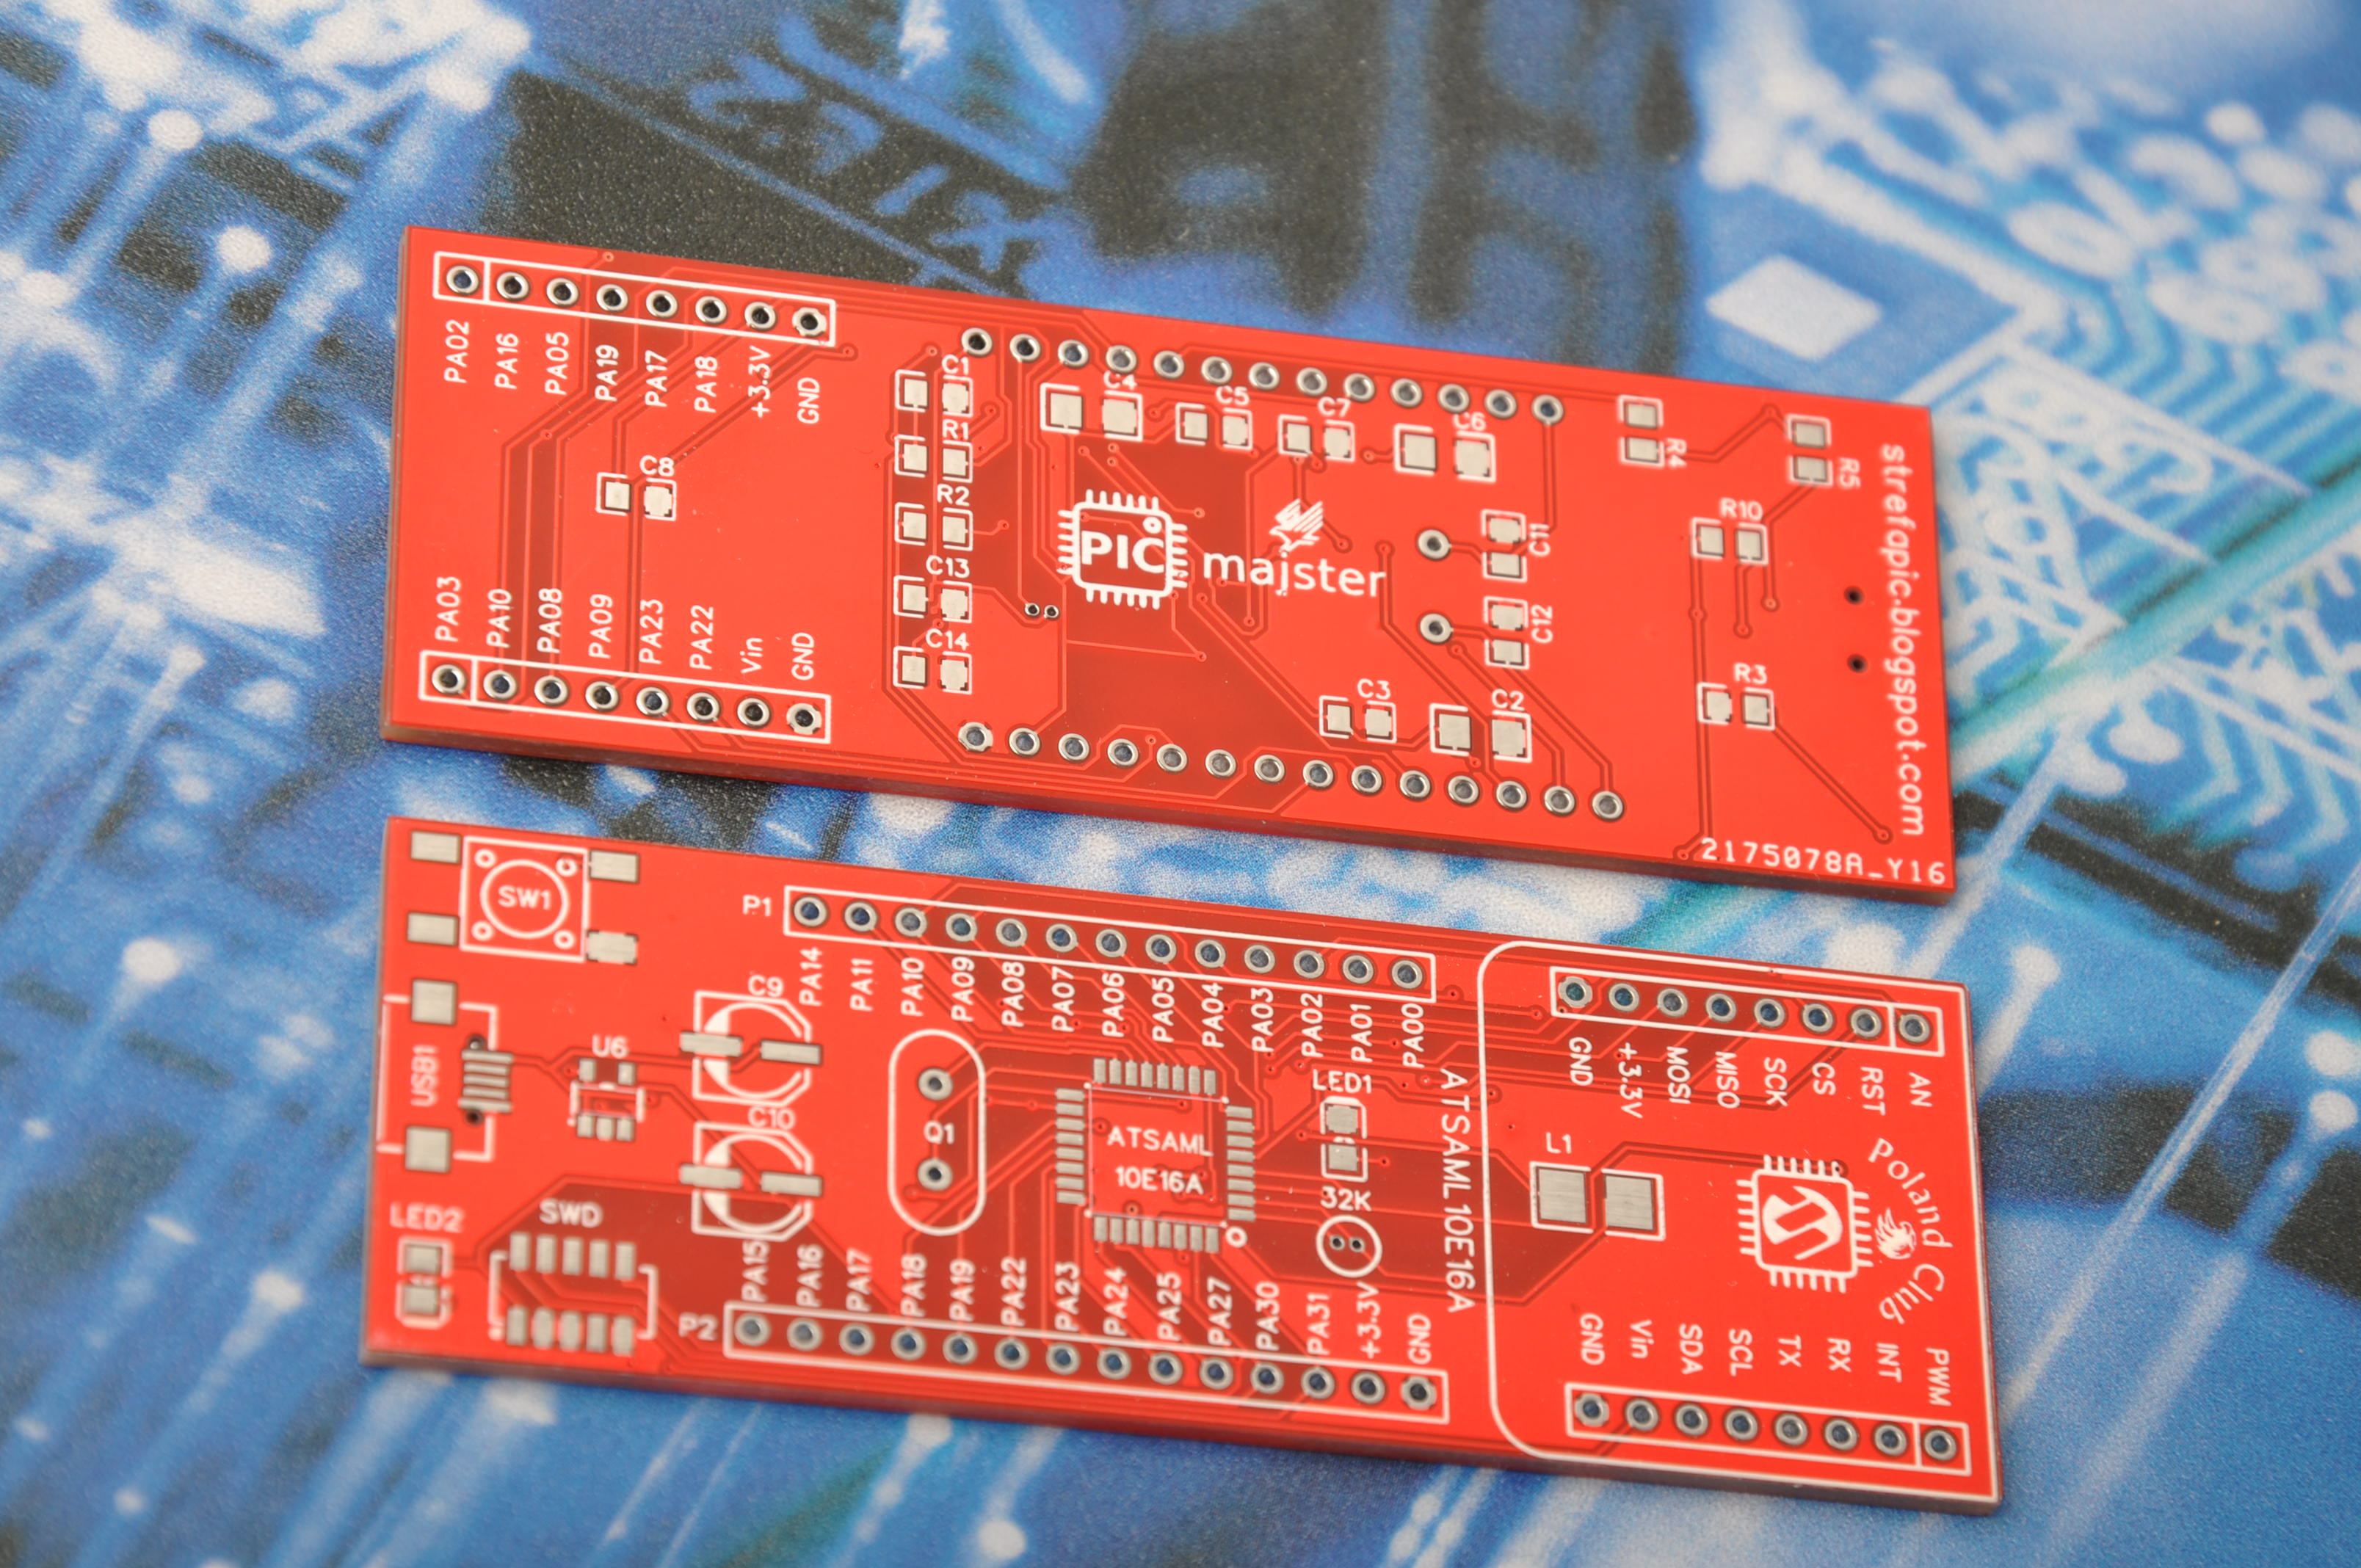 PA02
PA16
PA05
PA19
PA17
PA18
+3.3V
GND
C8
PA03
PA10
PA08
PA09
PA23
PA22
Vin
GND
C1
R1
R2
C13
C14
C4
C5
C7
C6
PIC
majster
C11
C12
C3
C2
R4
R5
R10
R3
strefapic.blogspot.com
2175078A_Y16
SW1
USB1
U6
LED2
SWD
C9
C10
P1
PA14
PA11
PA10
PA09
PA08
PA07
PA06
PA05
PA04
PA03
PA02
PA01
PA00
Q1
ATSAML
10E16A
LED1
32K
ATSAML10E16A
P2
PA15
PA16
PA17
PA18
PA19
PA22
PA23
PA24
PA25
PA27
PA30
PA31
+3.3V
GND
GND
+3.3V
MOSI
MISO
SCK
CS
RST
AN
L1
Poland Club
GND
Vin
SDA
SCL
TX
RX
INT
PWM